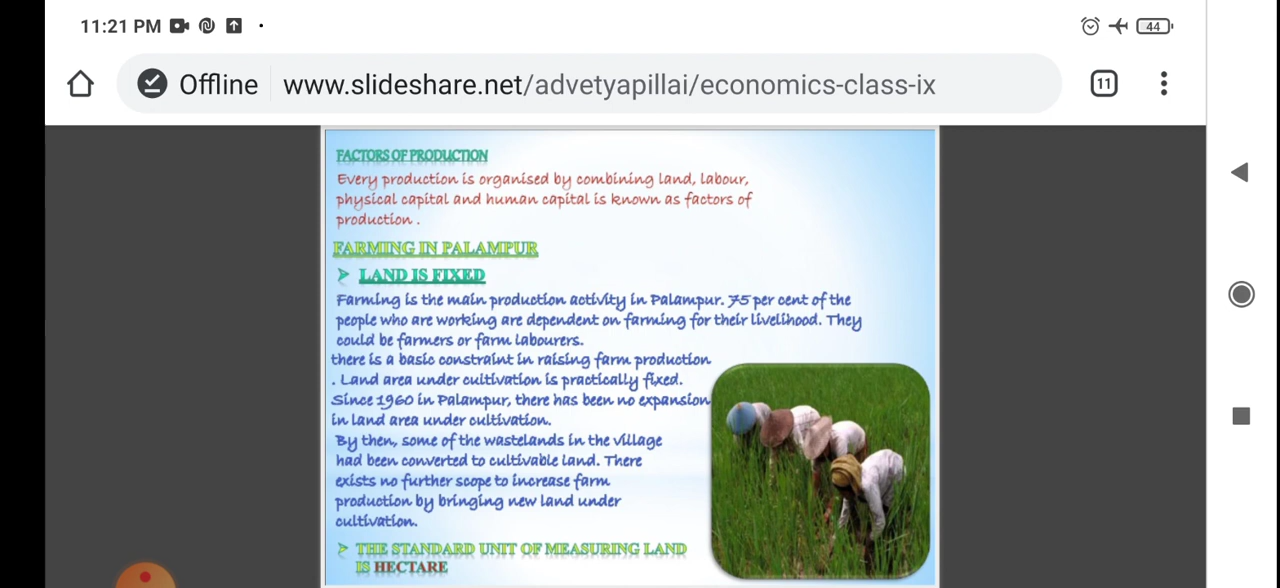 11:21 PM
44
Offline www.slideshare.net/advetyapillai/economics-class-ix
11
FACTORS OF PRODUCTION
Every production is organised by combining land, labour,
physical capital and human capital is known as factors of
production .
FARMING IN PALAMPUR
➢ LAND IS FIXED
Farming is the main production activity in Palampur. 75 per cent of the
people who are working are dependent on farming for their livelihood. They
could be farmers or farm labourers.
there is a basic constraint in raising farm production
. Land area under cultivation is practically fixed.
Since 1960 in Palampur, there has been no expansion
in land area under cultivation.
By then, some of the wastelands in the village
had been converted to cultivable land. There
exists no further scope to increase farm
production by bringing new land under
cultivation.
➢ THE STANDARD UNIT OF MEASURING LAND
IS HECTARE